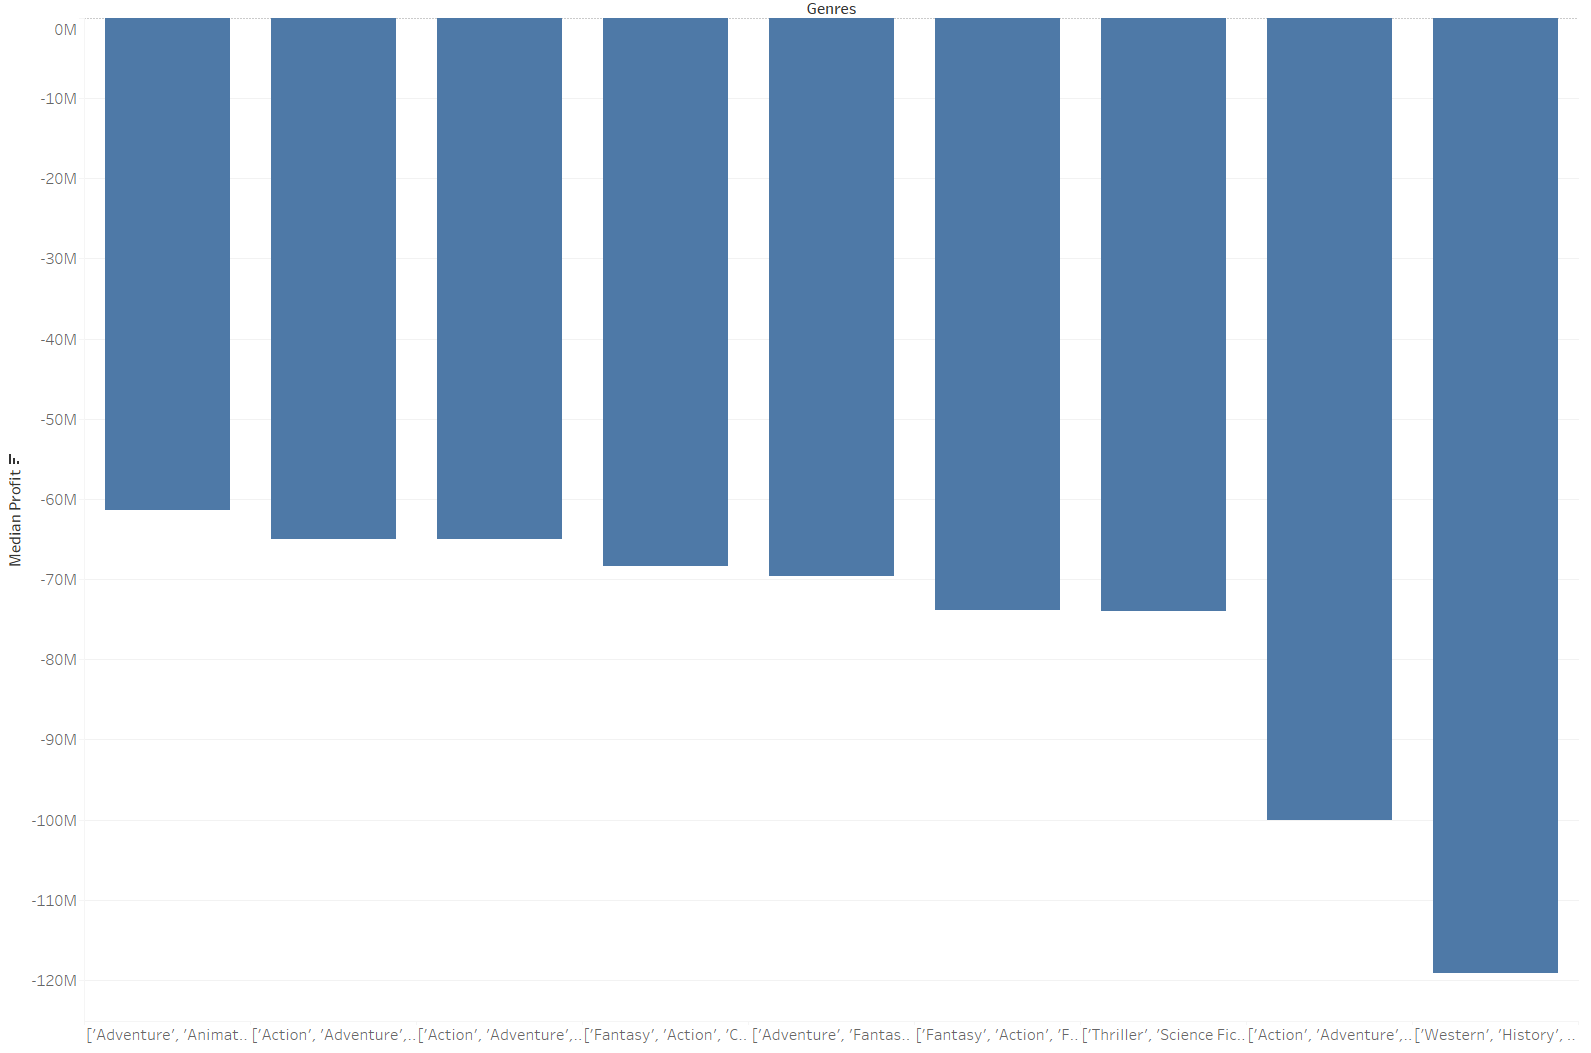 Genres
0M
-10M
-20M
-30M
-40M
-50M
-60M
-70M
-80M
-90M
-100M
-110M
-120M
Median Profit
['Adventure', 'Animat.. ['Action', 'Adventure',.. ['Action', 'Adventure',.. ['Fantasy', 'Action', 'C.. ['Adventure', 'Fantas.. ['Fantasy', 'Action', 'F.. ['Thriller', 'Science Fic.. ['Action', 'Adventure',.. ['Western', 'History', ..